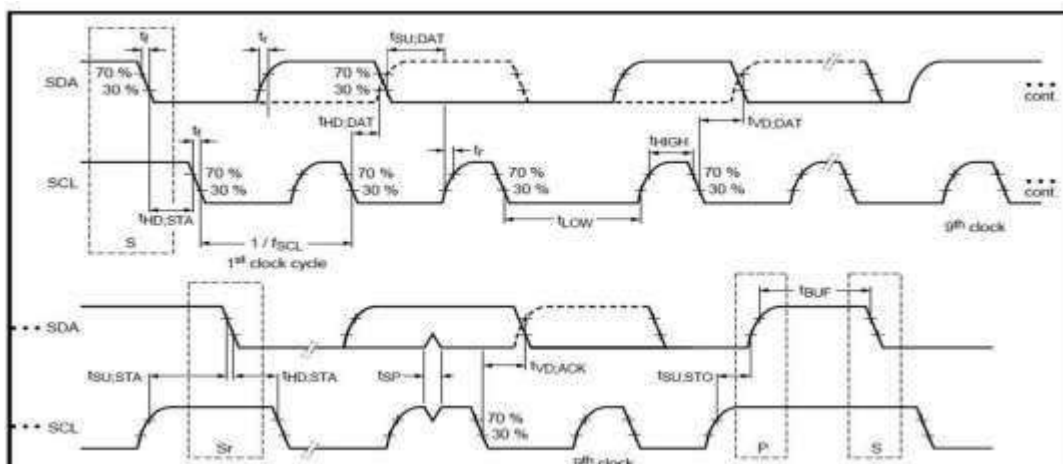 tf
tr
tSU;DAT
SDA
70 %
30 %
70 %
30 %
cont.
tHD;DAT
tf
tr
tHIGH
tVD;DAT
SCL
70 %
30 %
70 %
30 %
70 %
30 %
70 %
30 %
cont.
tHD;STA
S
1 / fSCL
1st clock cycle
tLOW
9th clock
SDA
tBUF
tSU;STA
tHD;STA
tSP
tVD;ACK
tSU;STO
SCL
70 %
30 %
Sr
9th clock
P
S